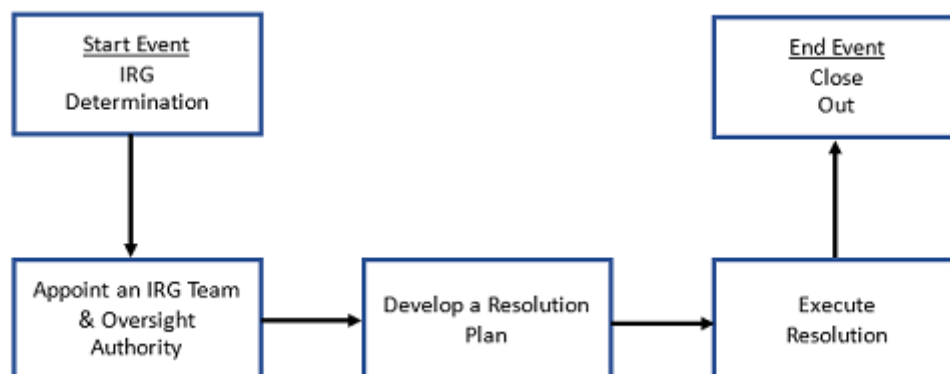 Start Event
IRG
Determination
Appoint an IRG Team
& Oversight
Authority
Develop a Resolution
Plan
Execute
Resolution
End Event
Close
Out